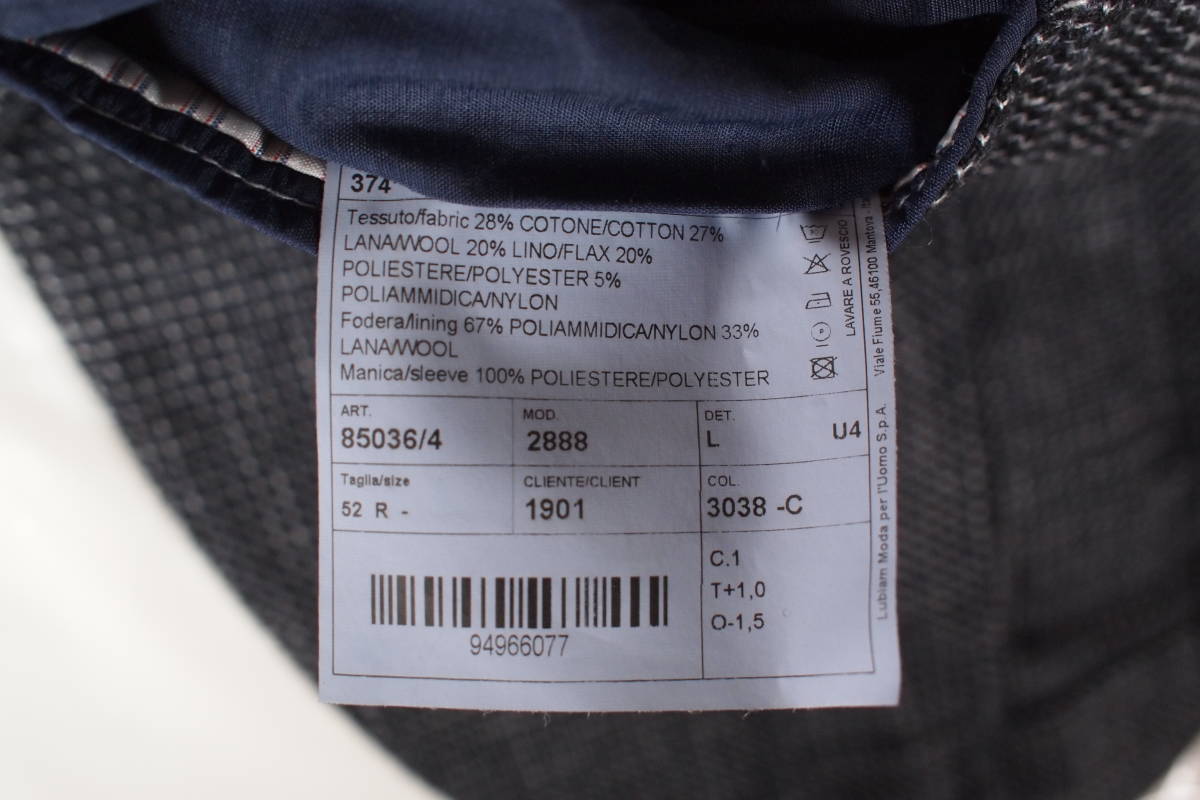 374
Tessuto/fabric 28% COTONE/COTTON 27%
LANA/WOOL 20% LINO/FLAX 20%
POLIESTERE/POLYESTER 5%
POLIAMMIDICA/NYLON
Fodera/lining 67% POLIAMMIDICA/NYLON 33%
LANA/WOOL
Manica/sleeve 100% POLIESTERE/POLYESTER
LAVARE A ROVESCIO
Lubiam Moda per l'Uomo S.p.A. Viale Fiume 55,46100 Mantova -
ART.
85036/4
MOD.
2888
DET.
L U4
Taglia/size
52 R -
CLIENTE/CLIENT
1901
COL.
3038 -C
C.1
T+1,0
O-1,5
94966077